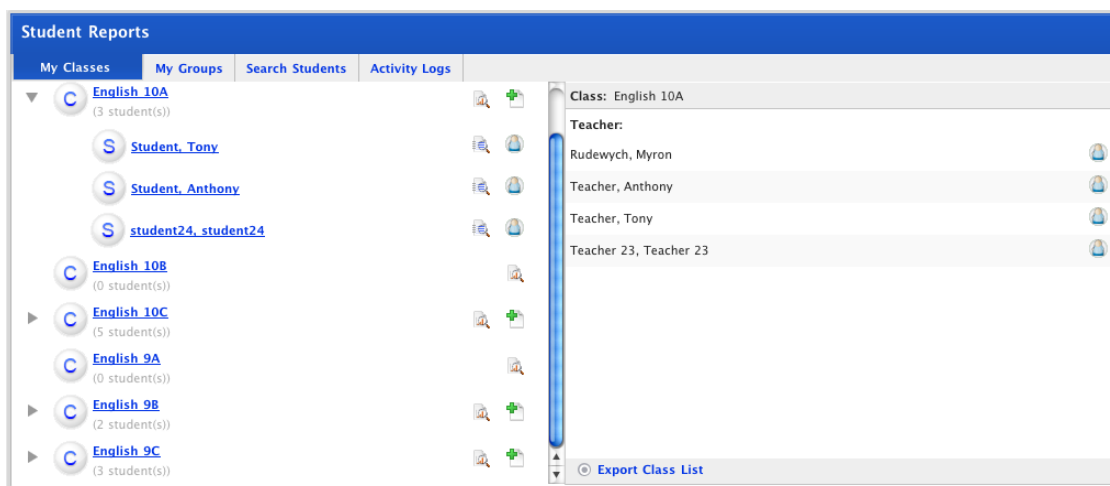 Student Reports
My Classes
My Groups
Search Students
Activity Logs
C English 10A
(3 student(s))
S Student, Tony
S Student, Anthony
S student24, student24
C English 10B
(0 student(s))
C English 10C
(5 student(s))
C English 9A
(0 student(s))
C English 9B
(2 student(s))
C English 9C
(3 student(s))
Class: English 10A
Teacher:
Rudewych, Myron
Teacher, Anthony
Teacher, Tony
Teacher 23, Teacher 23
Export Class List